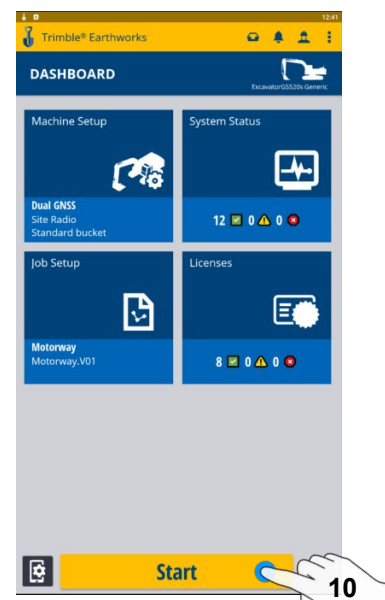 12:41
Trimble® Earthworks
DASHBOARD
ExcavatorGS520s Generic
Machine Setup
Dual GNSS
Site Radio
Standard bucket
System Status
12 0 0
Job Setup
Motorway
Motorway.V01
Licenses
8 0 0
Start
10